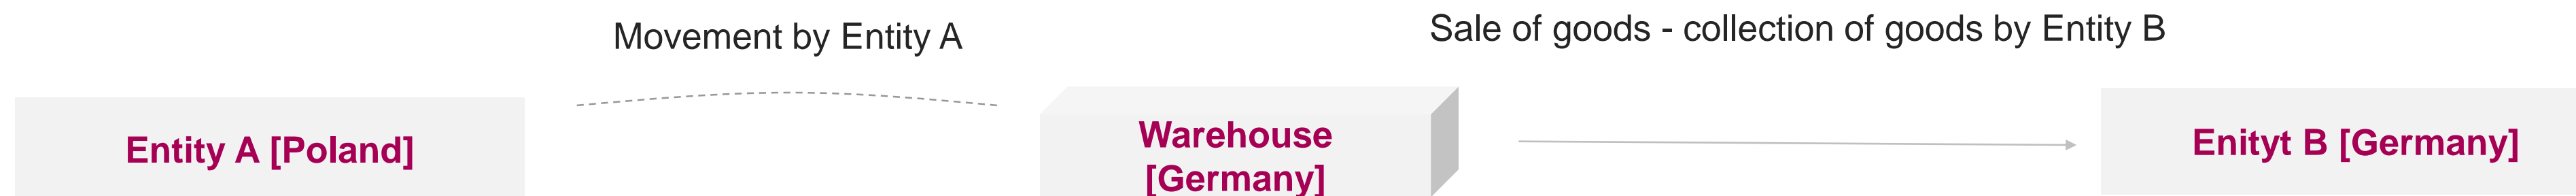 Movement by Entity A
Sale of goods - collection of goods by Entity B
Entity A [Poland]
Warehouse
[Germany]
Enityt B [Germany]